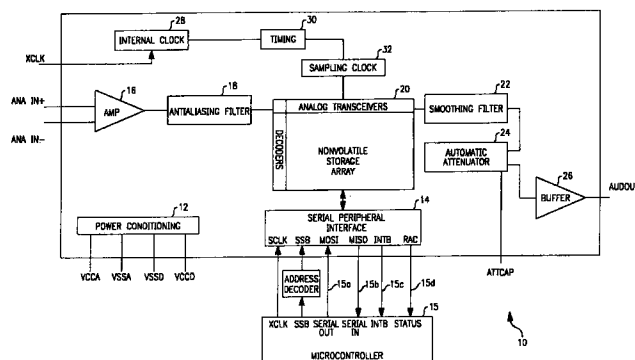 28
INTERNAL CLOCK
30
TIMING
32
SAMPLING CLOCK
XCLK
16
18
20
22
ANA IN+
AMP
ANTIALIASING FILTER
ANALOG TRANSCEIVERS
SMOOTHING FILTER
ANA IN-
DECODERS
NONVOLATILE
STORAGE
ARRAY
24
AUTOMATIC
ATTENUATOR
26
BUFFER
AUDOU
12
POWER CONDITIONING
14
SERIAL PERIPHERAL
INTERFACE
SCLK SSB MOSI MISO INTB RAC
VCCA VSSA VSSD VCCD
ATTCAP
ADDRESS
DECODER
15a 15b 15c 15d
15
XCLK SSB SERIAL OUT SERIAL IN INTB STATUS
MICROCONTROLLER
10